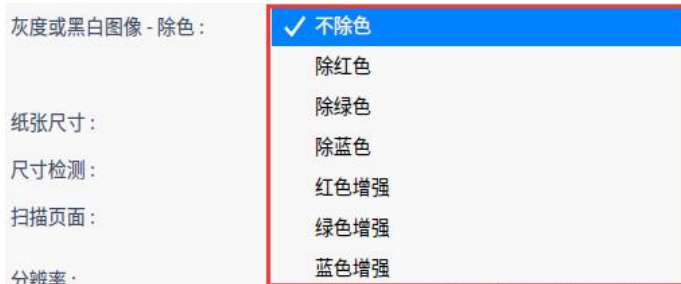 灰度或黑白图像 - 除色 :
不除色
除红色
除绿色
除蓝色
红色增强
绿色增强
蓝色增强
纸张尺寸 :
尺寸检测 :
扫描页面 :
分辨率 :